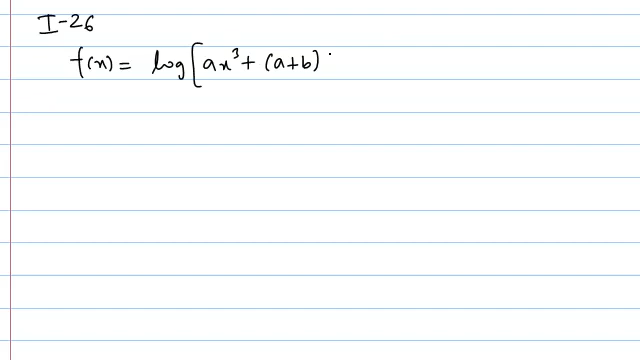 I-26
f(x) = log[ax³ + (a+b)